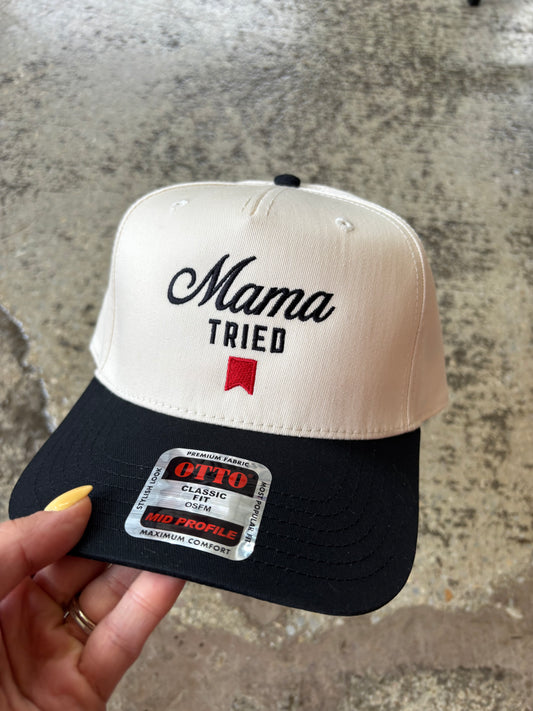 Mama
TRIED
PREMIUM FABRIC
OTTO
STYLISH LOOK
CLASSIC
FIT
OSFM
MOST POPULAR FIT
MID PROFILE
MAXIMUM COMFORT